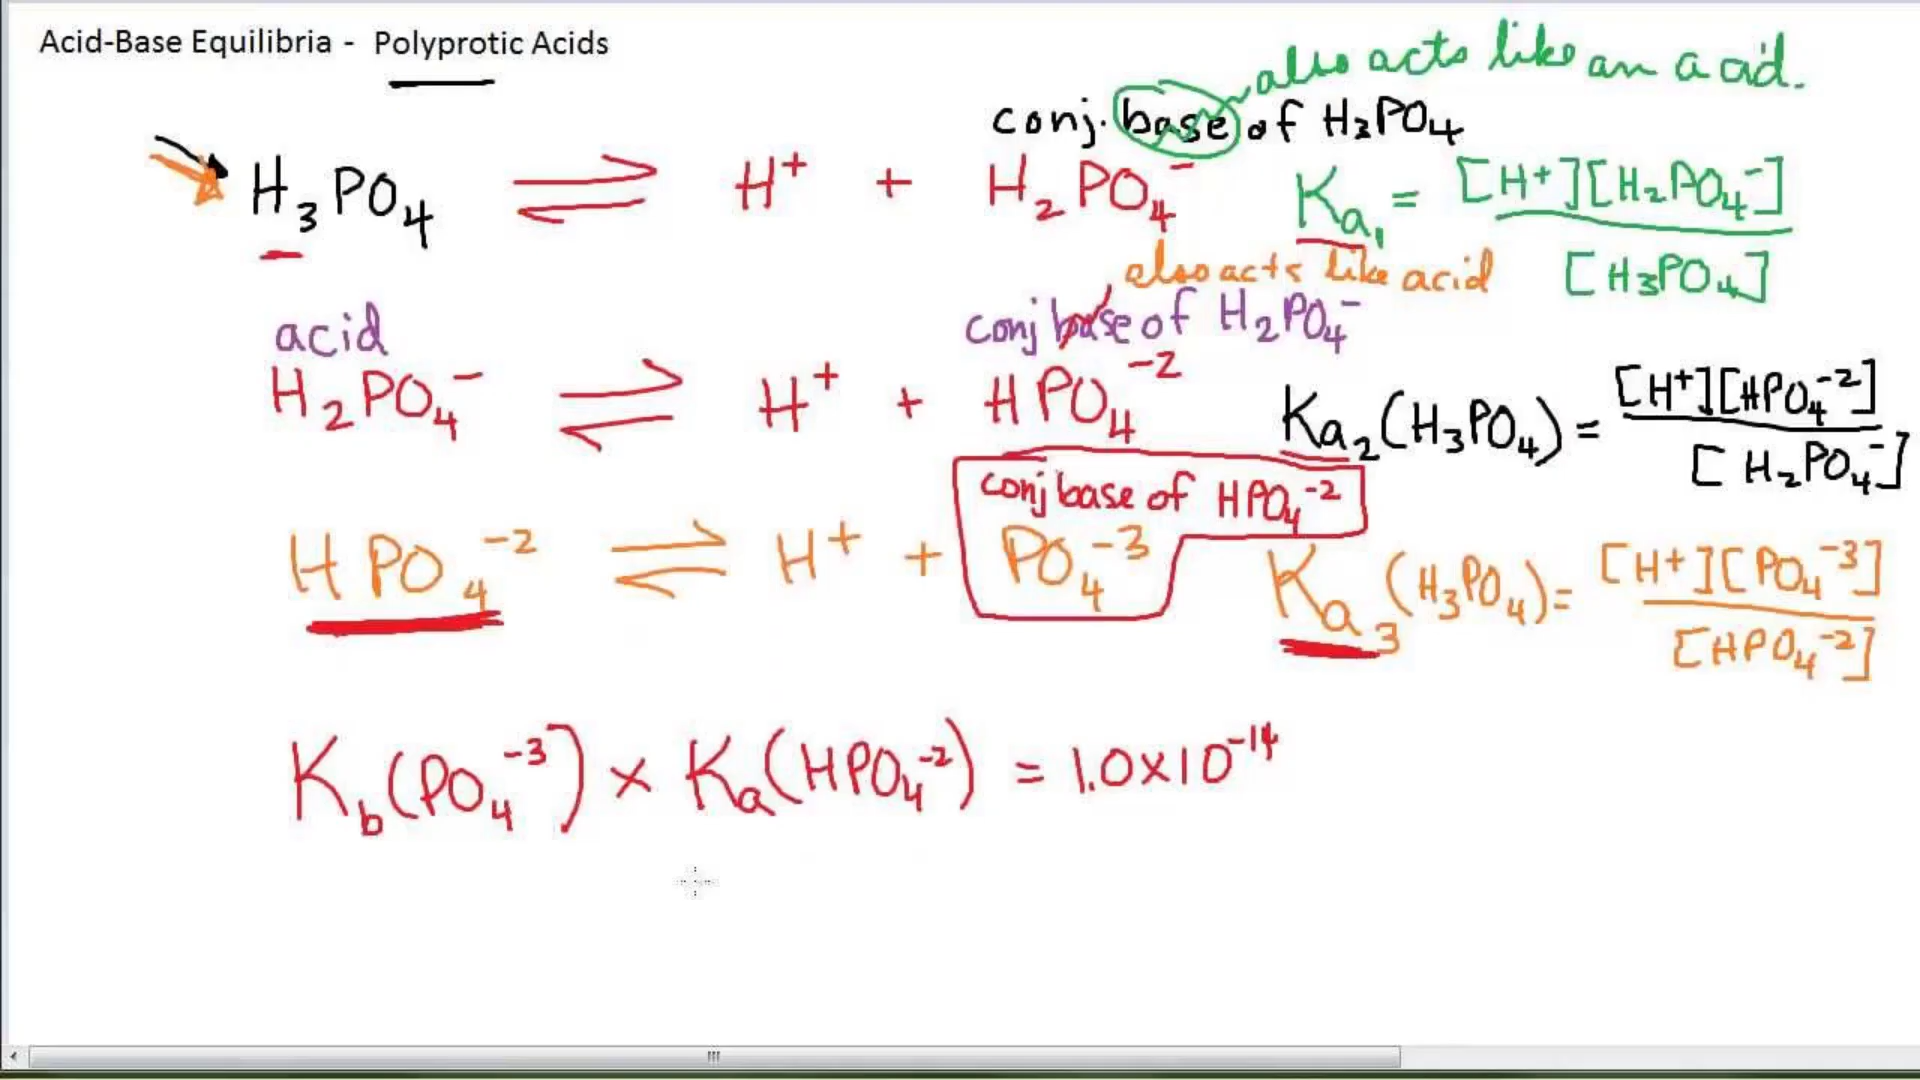 Acid-Base Equilibria - Polyprotic Acids
also acts like an acid.
conj. base of H₃PO₄
H₃PO₄ ⇌ H⁺ + H₂PO₄⁻
Ka₁ = [H⁺][H₂PO₄⁻] / [H₃PO₄]
also acts like acid
acid
conj base of H₂PO₄⁻
H₂PO₄⁻ ⇌ H⁺ + HPO₄⁻²
Ka₂(H₃PO₄) = [H⁺][HPO₄⁻²] / [H₂PO₄⁻]
conj base of HPO₄⁻²
HPO₄⁻² ⇌ H⁺ + PO₄⁻³
Ka₃(H₃PO₄) = [H⁺][PO₄⁻³] / [HPO₄⁻²]
Kb(PO₄⁻³) × Ka(HPO₄⁻²) = 1.0×10⁻¹⁴